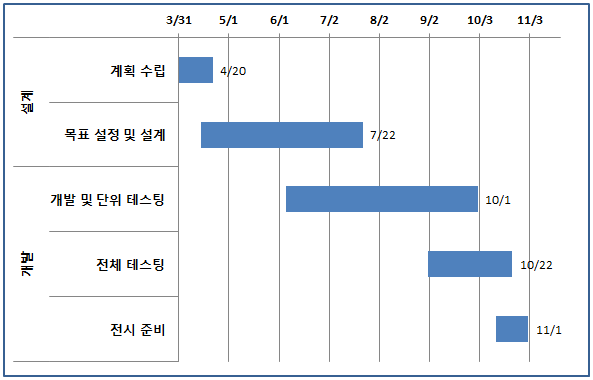 3/31 5/1 6/1 7/2 8/2 9/2 10/3 11/3
설계
계획 수립 4/20
목표 설정 및 설계 7/22
개발
개발 및 단위 테스팅 10/1
전체 테스팅 10/22
전시 준비 11/1